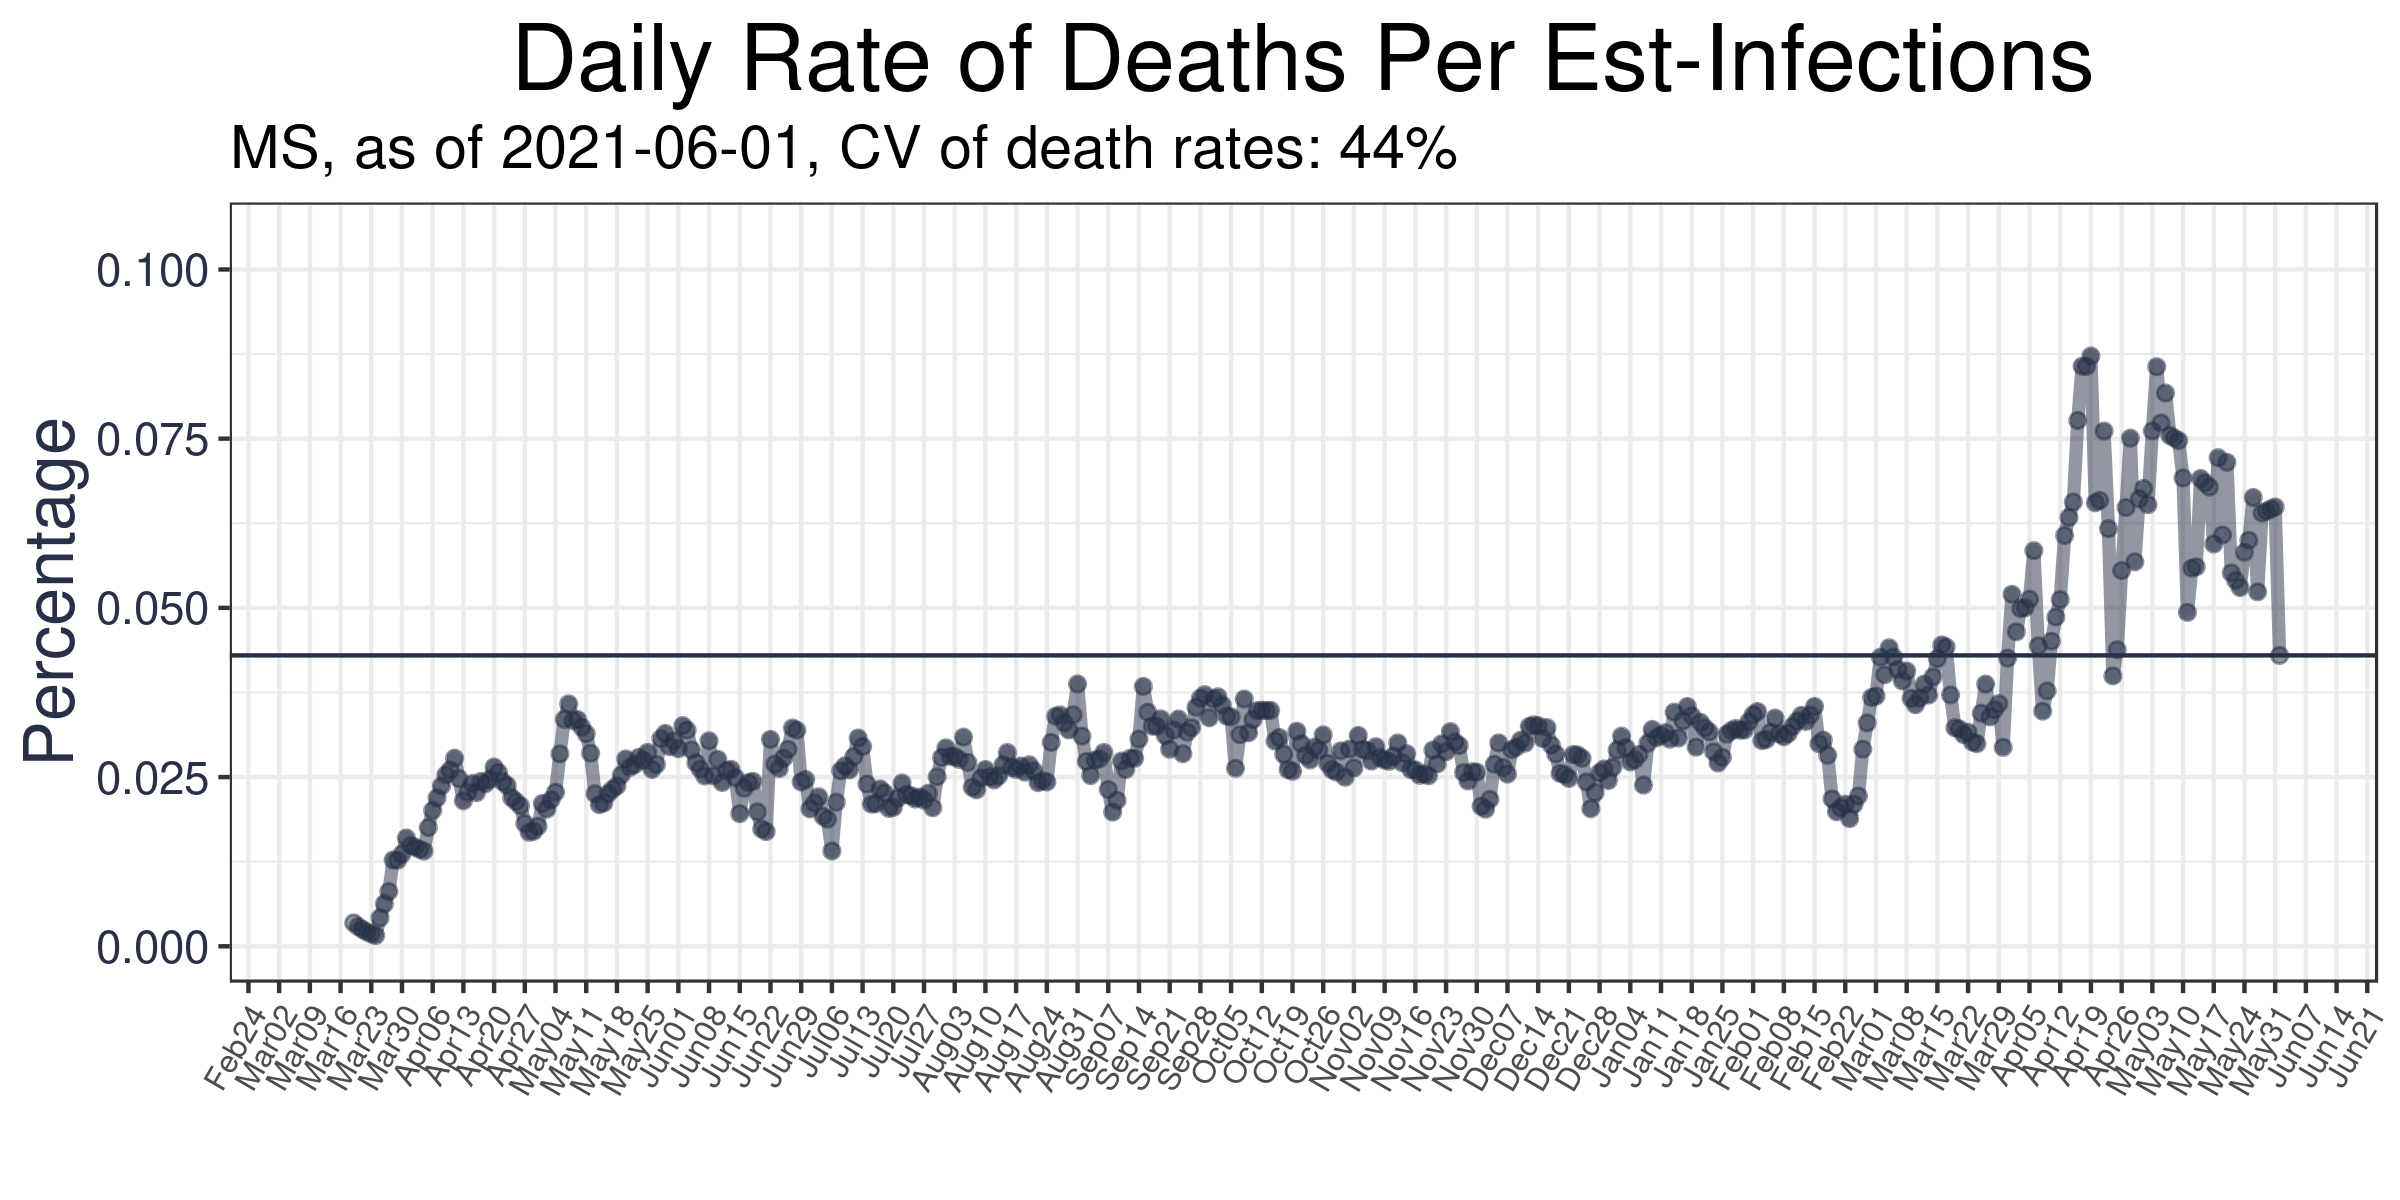 Daily Rate of Deaths Per Est-Infections
MS, as of 2021-06-01, CV of death rates: 44%
Percentage
0.100
0.075
0.050
0.025
0.000
Feb24
Mar02
Mar09
Mar16
Mar23
Mar30
Apr06
Apr13
Apr20
Apr27
May04
May11
May18
May25
Jun01
Jun08
Jun15
Jun22
Jun29
Jul06
Jul13
Jul20
Jul27
Aug03
Aug10
Aug17
Aug24
Aug31
Sep07
Sep14
Sep21
Sep28
Oct05
Oct12
Oct19
Oct26
Nov02
Nov09
Nov16
Nov23
Nov30
Dec07
Dec14
Dec21
Dec28
Jan04
Jan11
Jan18
Jan25
Feb01
Feb08
Feb15
Feb22
Mar01
Mar08
Mar15
Mar22
Mar29
Apr05
Apr12
Apr19
Apr26
May03
May10
May17
May24
May31
Jun07
Jun14
Jun21